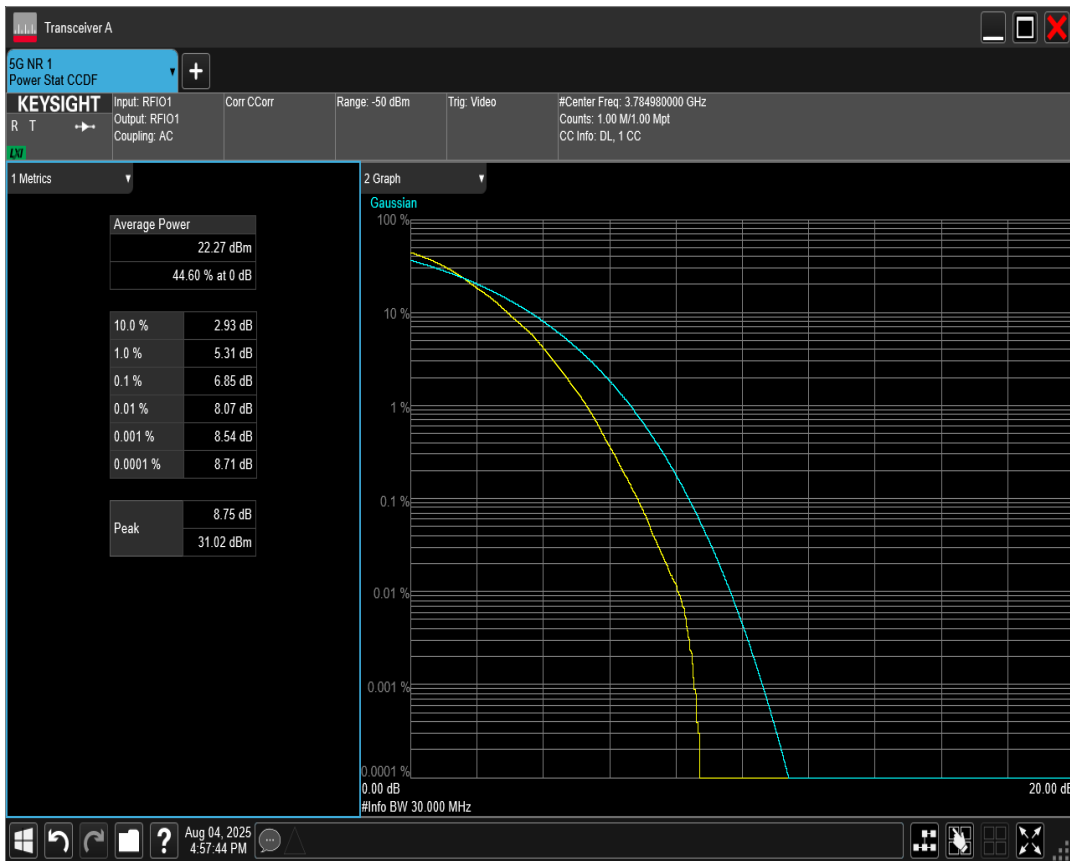 Transceiver A
5G NR 1
Power Stat CCDF
KEYSIGHT
R T
LXI
Input: RFIO1
Output: RFIO1
Coupling: AC
Corr CCorr
Range: -50 dBm
Trig: Video
#Center Freq: 3.784980000 GHz
Counts: 1.00 M/1.00 Mpt
CC Info: DL, 1 CC
1 Metrics
Average Power
22.27 dBm
44.60 % at 0 dB
10.0 % 2.93 dB
1.0 % 5.31 dB
0.1 % 6.85 dB
0.01 % 8.07 dB
0.001 % 8.54 dB
0.0001 % 8.71 dB
Peak
8.75 dB
31.02 dBm
2 Graph
Gaussian
100 %
10 %
1 %
0.1 %
0.01 %
0.001 %
0.0001 %
0.00 dB
20.00 dB
#Info BW 30.000 MHz
?
Aug 04, 2025
4:57:44 PM